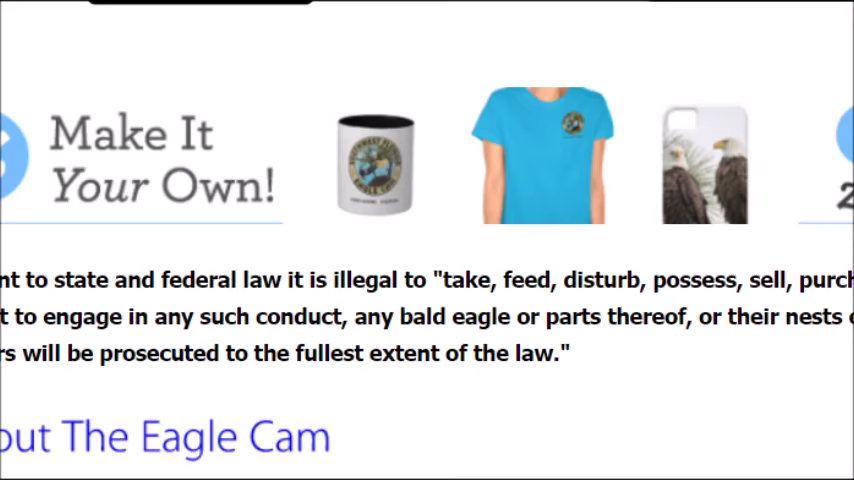 Make It
Your Own!
EAGLE CAM
nt to state and federal law it is illegal to "take, feed, disturb, possess, sell, purch
t to engage in any such conduct, any bald eagle or parts thereof, or their nests
rs will be prosecuted to the fullest extent of the law."
out The Eagle Cam